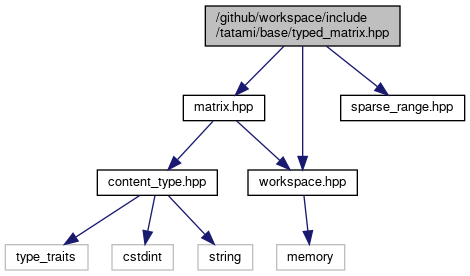 /github/workspace/include
/tatami/base/typed_matrix.hpp
matrix.hpp
sparse_range.hpp
content_type.hpp
workspace.hpp
type_traits
cstdint
string
memory